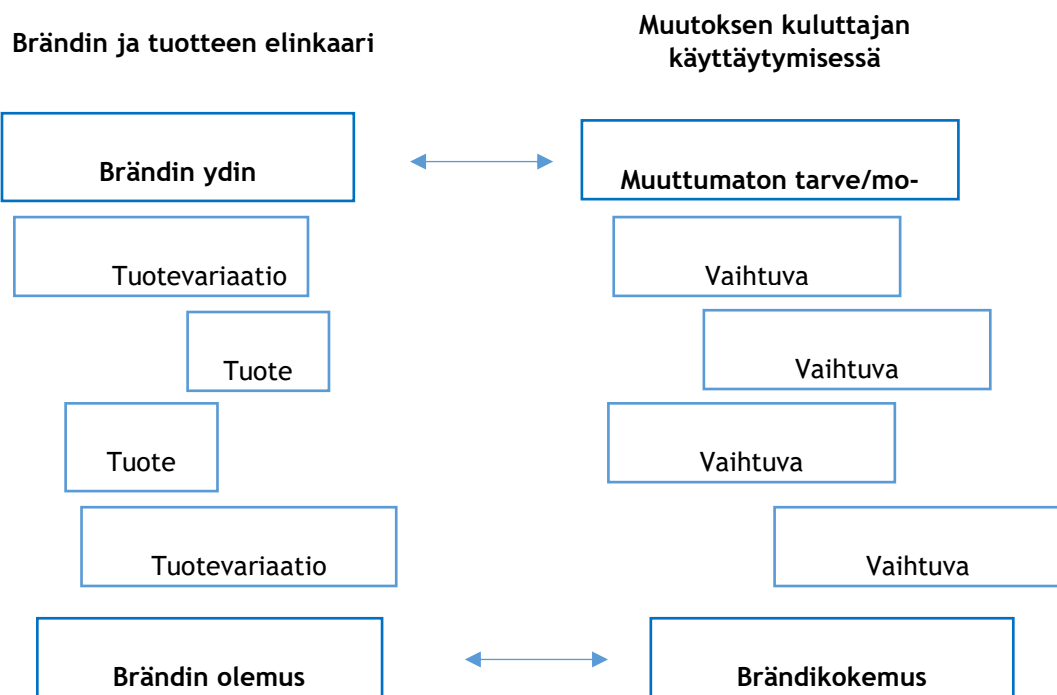 Brändin ja tuotteen elinkaari
Muutoksen kuluttajan
käyttäytymisessä
Brändin ydin
Muuttumaton tarve/mo-
Tuotevariaatio
Vaihtuva
Tuote
Vaihtuva
Tuote
Vaihtuva
Tuotevariaatio
Vaihtuva
Brändin olemus
Brändikokemus